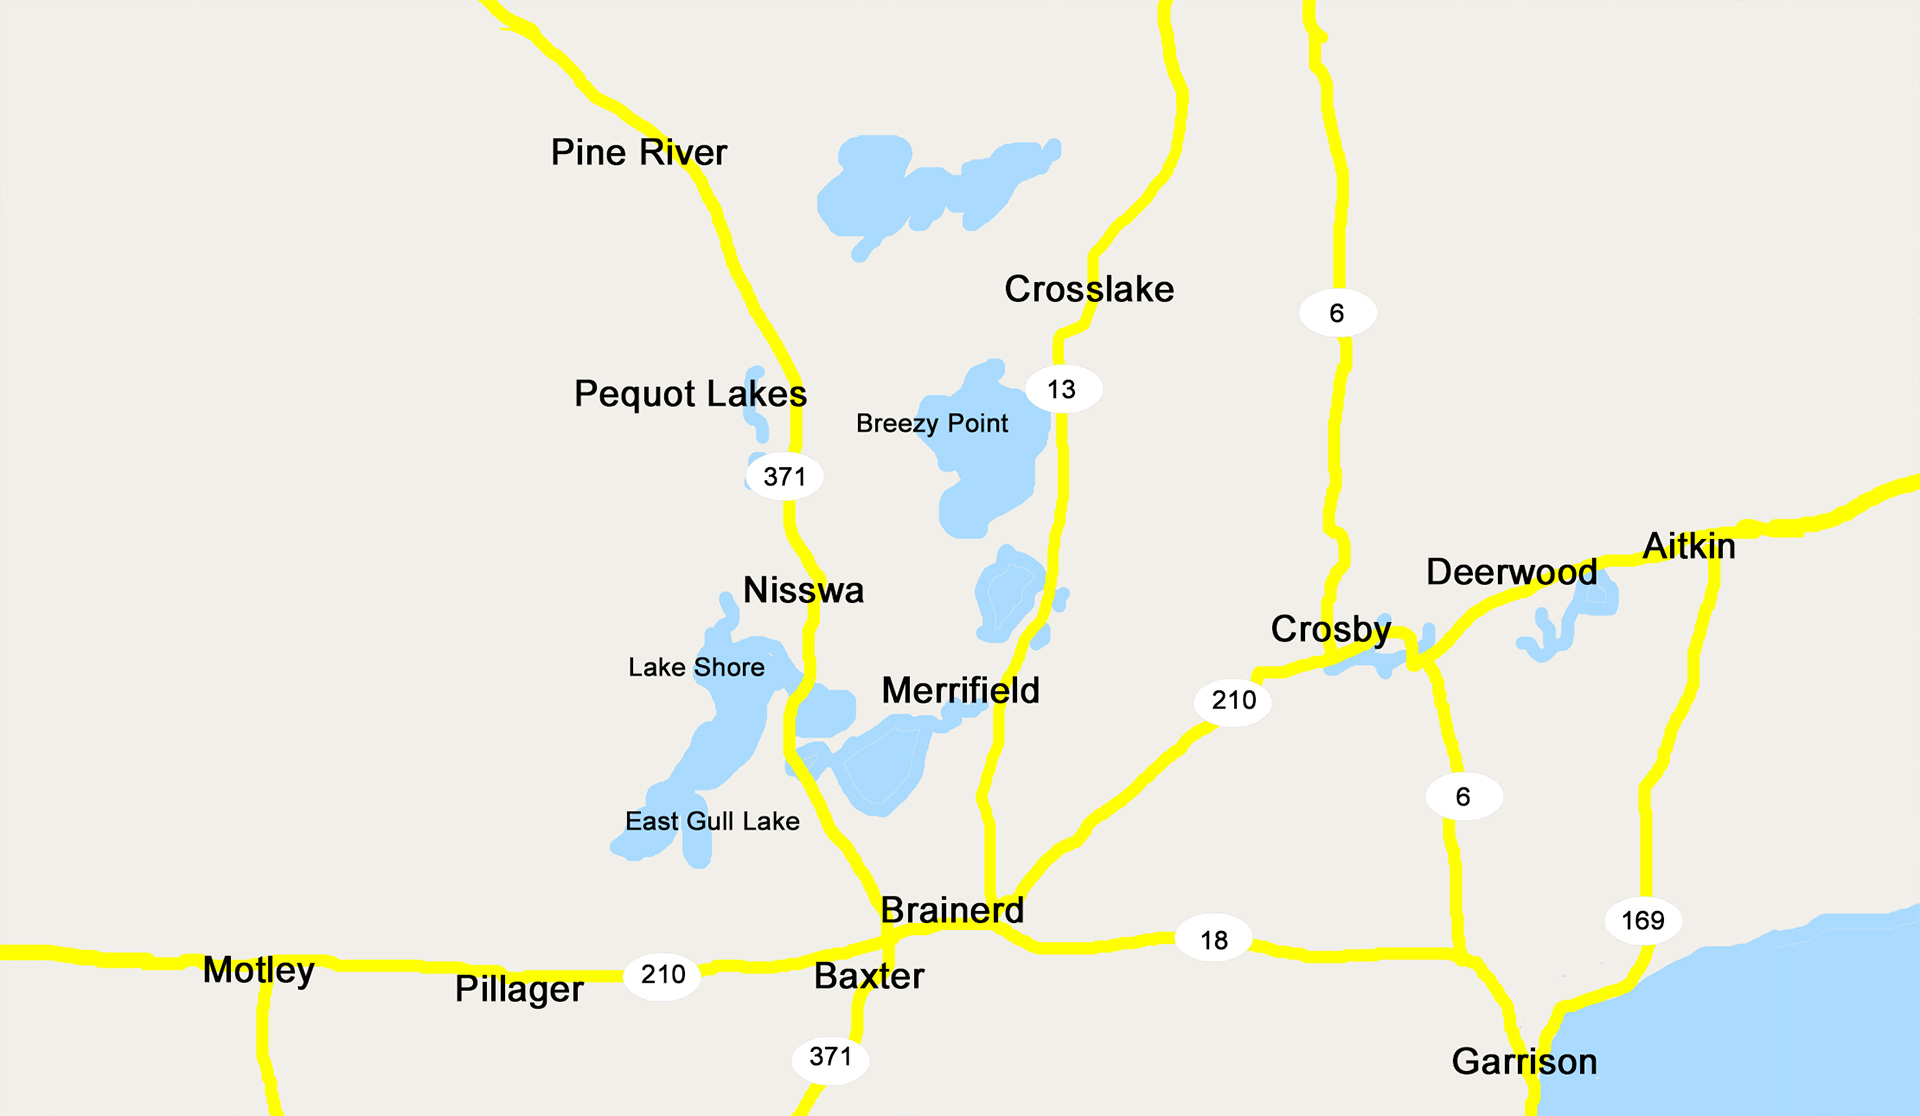 Pine River
Crosslake
6
Pequot Lakes
13
Breezy Point
371
Aitkin
Deerwood
Nisswa
Crosby
Lake Shore
Merrifield
210
6
East Gull Lake
Brainerd
169
18
Motley
210
Baxter
Pillager
371
Garrison